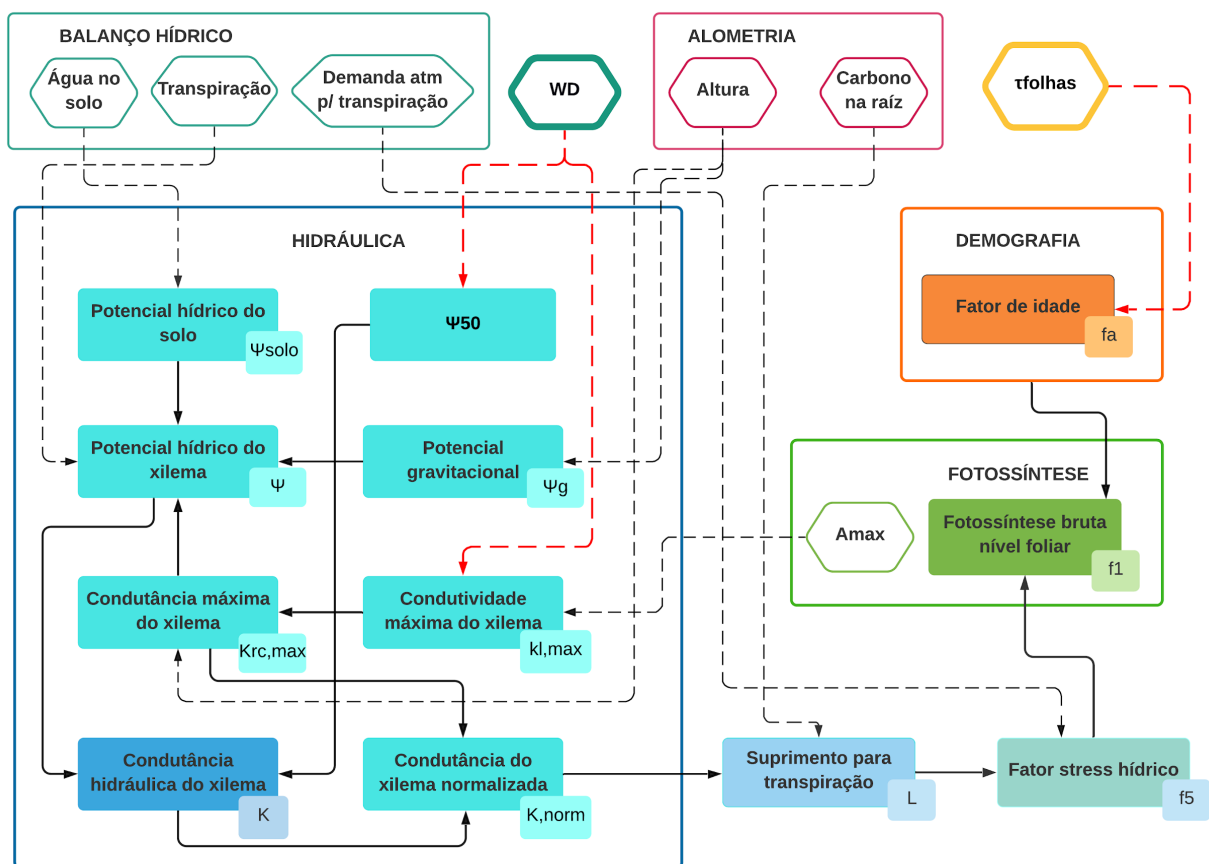 BALANÇO HÍDRICO
Água no
solo
Transpiração
Demanda atm
p/ transpiração
WD
ALOMETRIA
Altura
Carbono
na raíz
τfolhas
HIDRÁULICA
Potencial hídrico do
solo
Ψsolo
Ψ50
Potencial hídrico do
xilema
Ψ
Potencial
gravitacional
Ψg
Condutância máxima
do xilema
Krc,max
Condutividade
máxima do xilema
kl,max
Condutância
hidráulica do xilema
K
Condutância do
xilema normalizada
K,norm
DEMOGRAFIA
Fator de idade
fa
FOTOSSÍNTESE
Amax
Fotossíntese bruta
nível foliar
f1
Suprimento para
transpiração
L
Fator stress hídrico
f5